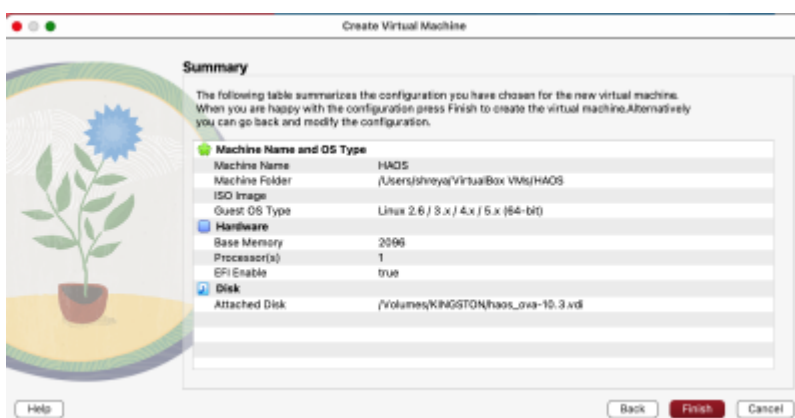 Create Virtual Machine
Summary
The following table summarizes the configuration you have chosen for the new virtual machine.
When you are happy with the configuration press Finish to create the virtual machine.Alternatively
you can go back and modify the configuration.
Machine Name and OS Type
Machine Name HAOS
Machine Folder /Users/shreya/VirtualBox VMs/HAOS
ISO Image
Guest OS Type Linux 2.6 / 3.x / 4.x / 5.x (64-bit)
Hardware
Base Memory 2096
Processor(s) 1
EFI Enable true
Disk
Attached Disk /Volumes/KINGSTON/haos_ova-10.3.vdi
Help Back Finish Cancel